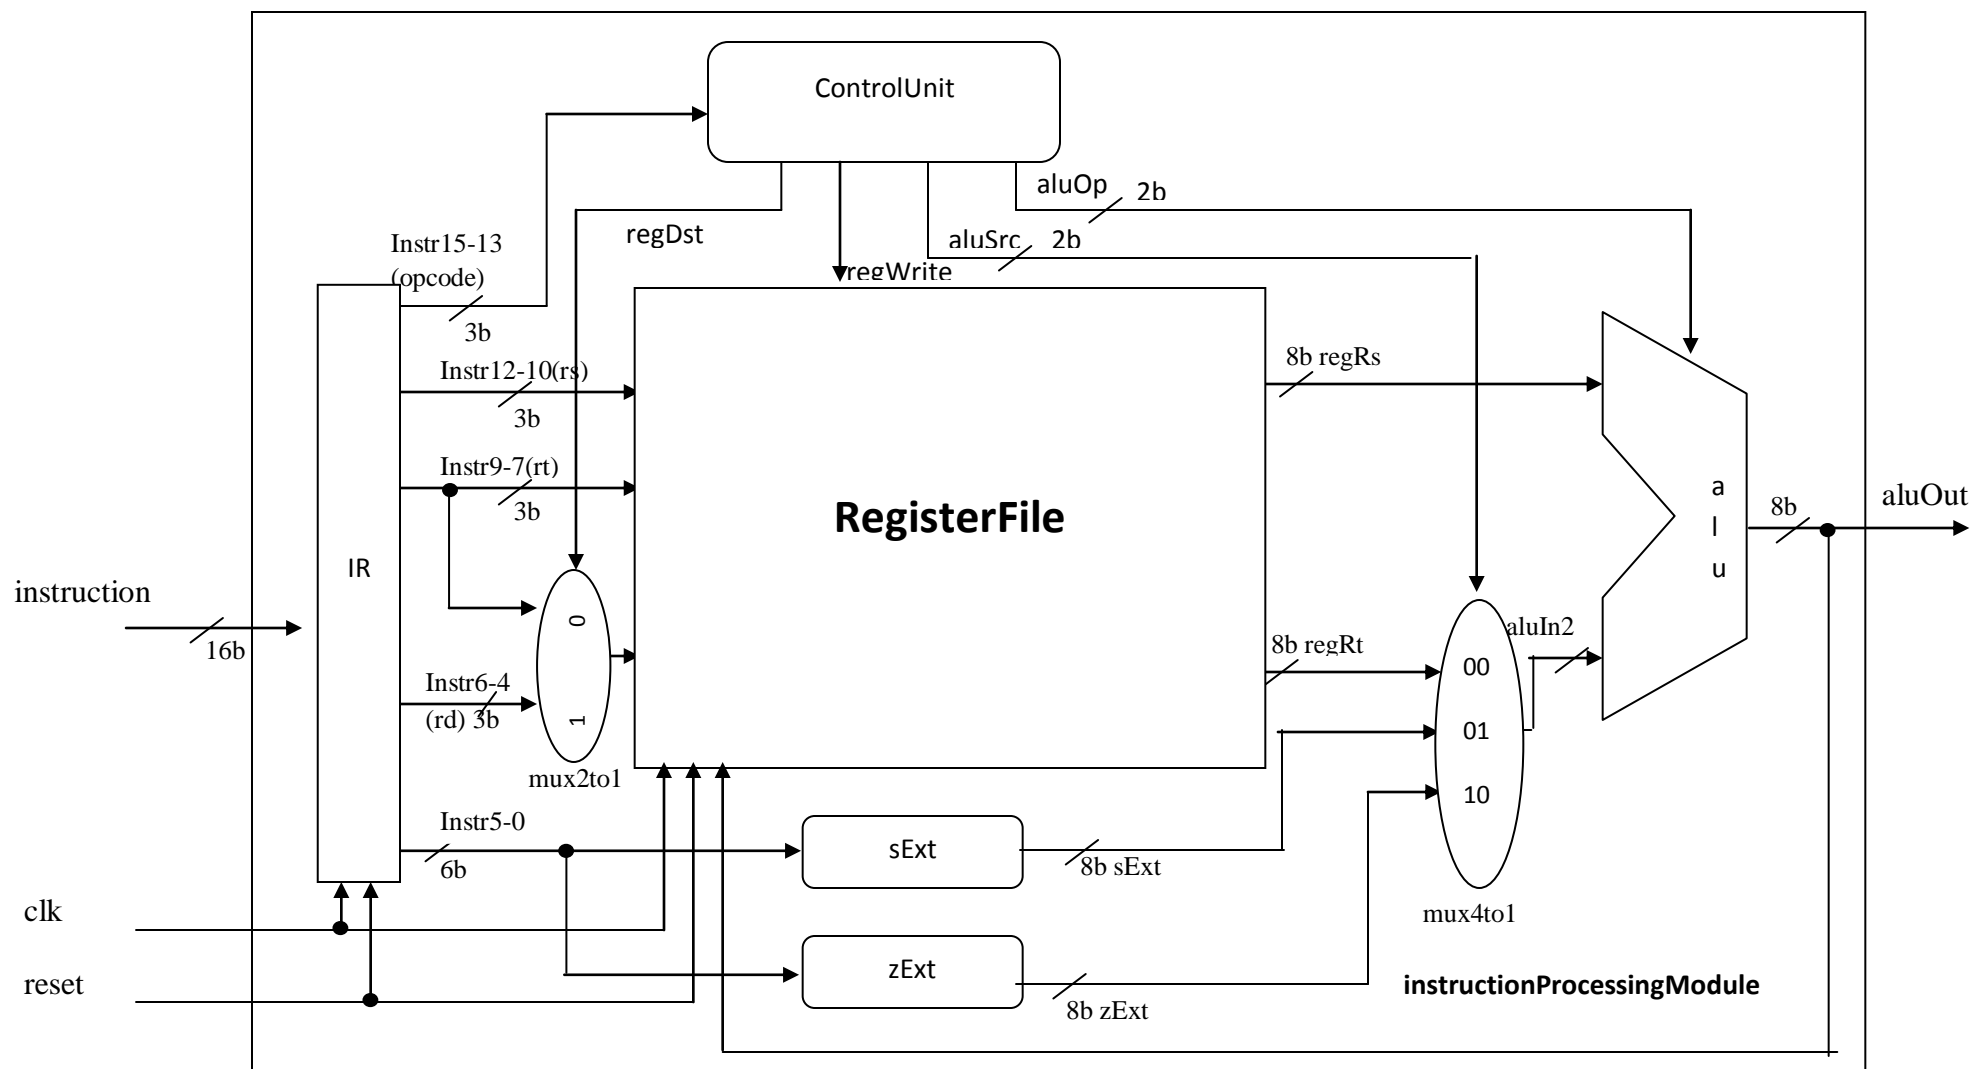 ControlUnit
aluOp
2b
regDst
aluSrc
2b
Instr15-13
(opcode)
regWrite
3b
8b regRs
Instr12-10(rs)
3b
Instr9-7(rt)
3b
RegisterFile
a
l
u
8b
aluOut
IR
instruction
16b
0
1
mux2to1
Instr6-4
(rd) 3b
8b regRt
aluIn2
00
01
10
mux4to1
Instr5-0
6b
sExt
8b sExt
clk
zExt
8b zExt
reset
instructionProcessingModule